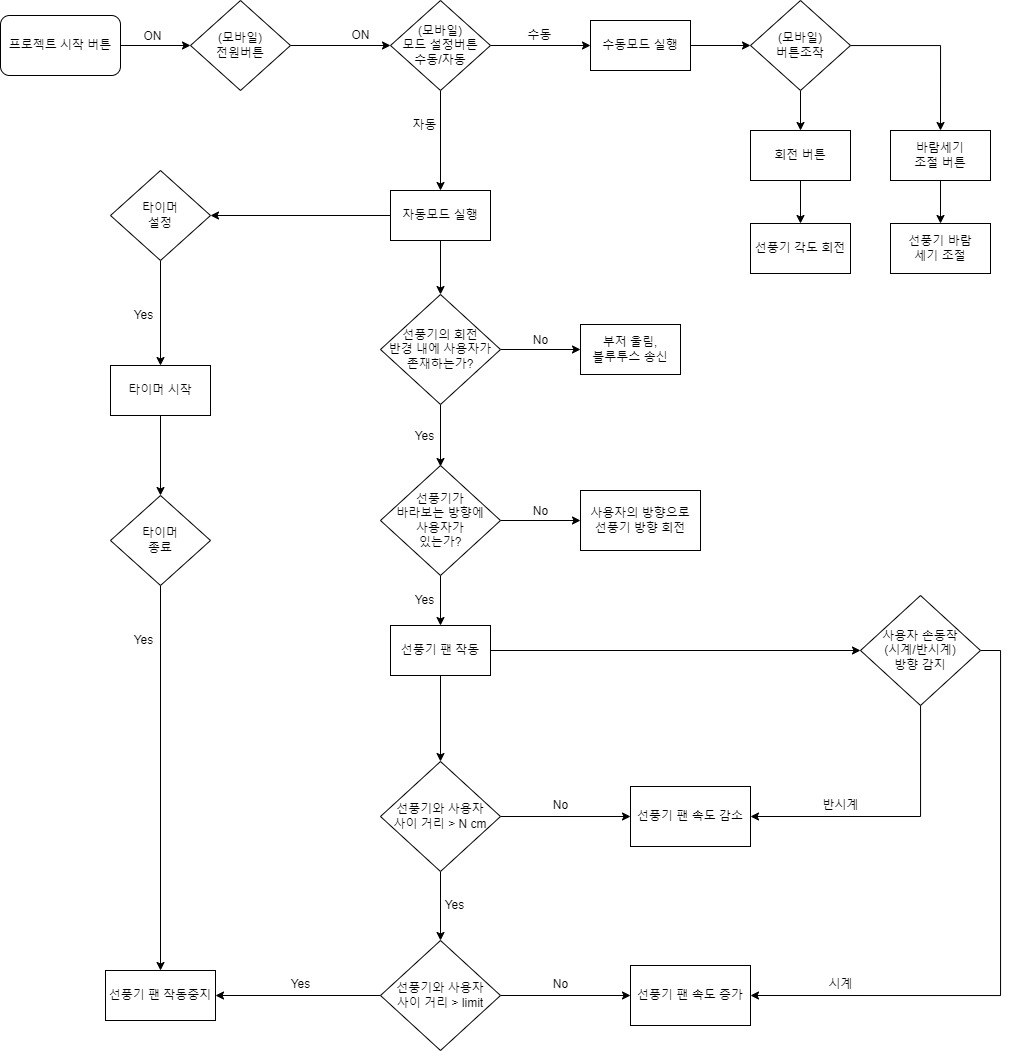 프로젝트 시작 버튼
ON
(모바일)
전원버튼
ON
(모바일)
모드 설정버튼
수동/자동
수동
수동모드 실행
(모바일)
버튼조작
자동
회전 버튼
바람세기
조절 버튼
타이머
설정
자동모드 실행
선풍기 각도 회전
선풍기 바람
세기 조절
Yes
선풍기의 회전
반경 내에 사용자가
존재하는가?
No
부저 울림,
블루투스 송신
타이머 시작
Yes
선풍기가
바라보는 방향에
사용자가
있는가?
No
사용자의 방향으로
선풍기 방향 회전
타이머
종료
Yes
Yes
선풍기 팬 작동
사용자 손동작
(시계/반시계)
방향 감지
선풍기와 사용자
사이 거리 > N cm
No
선풍기 팬 속도 감소
반시계
Yes
선풍기 팬 작동중지
Yes
선풍기와 사용자
사이 거리 > limit
No
선풍기 팬 속도 증가
시계